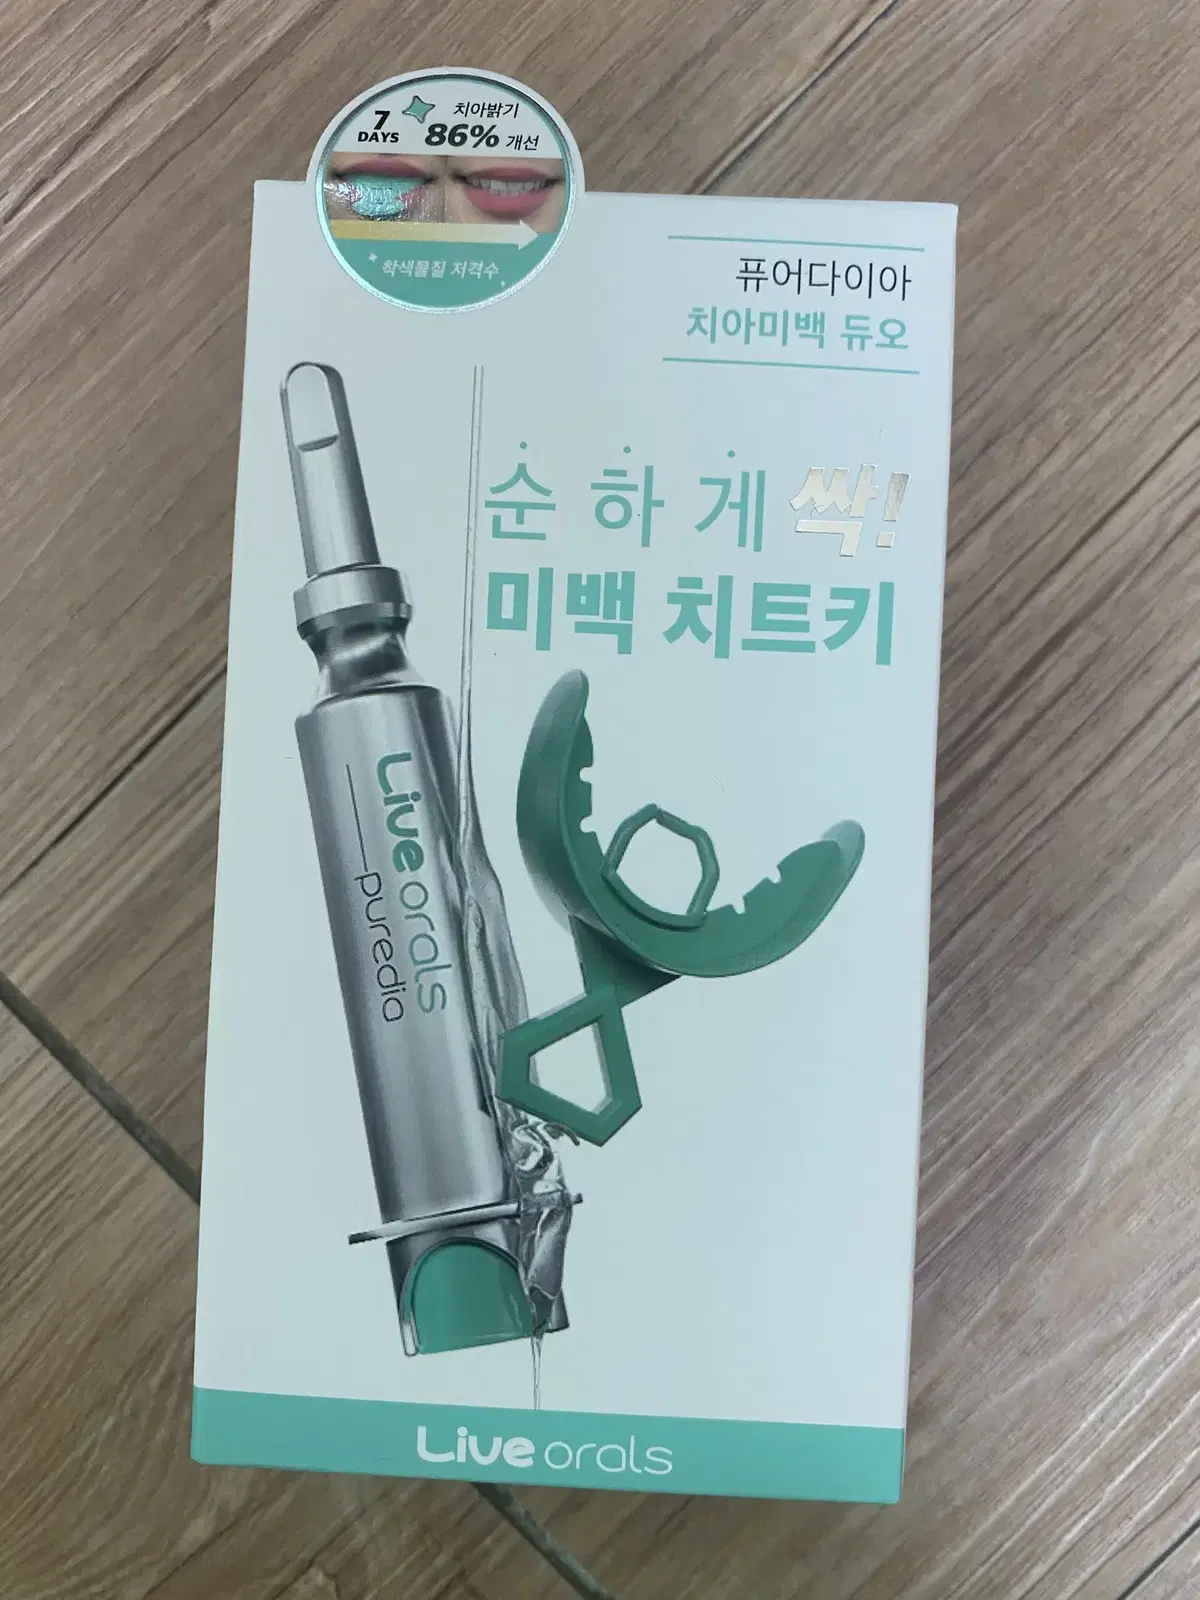 7 DAYS
치아밝기
86% 개선
착색물질 저격수
퓨어다이아
치아미백 듀오
순하게 싹!
미백 치트키
Live orals
puredia
Live orals